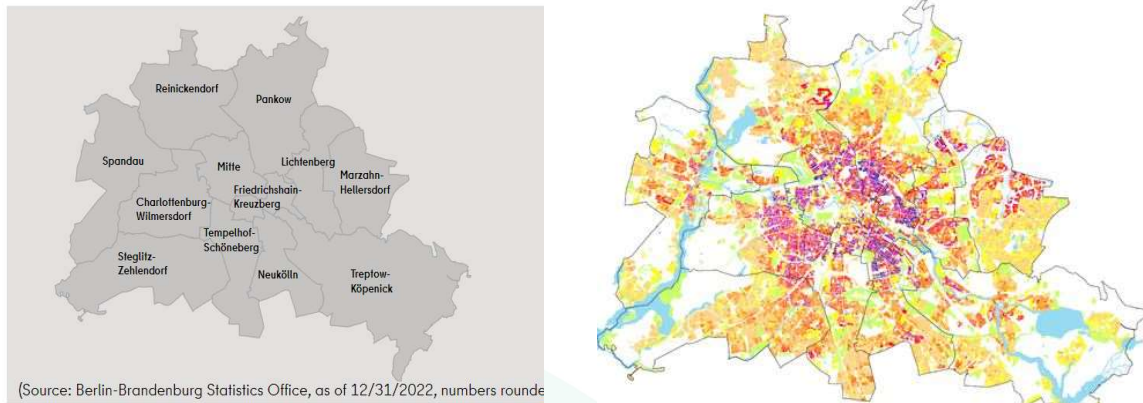 Reinickendorf
Pankow
Spandau
Mitte
Lichtenberg
Marzahn-
Hellersdorf
Friedrichshain-
Kreuzberg
Charlottenburg-
Wilmersdorf
Tempelhof-
Schöneberg
Steglitz-
Zehlendorf
Neukölln
Treptow-
Köpenick
(Source: Berlin-Brandenburg Statistics Office, as of 12/31/2022, numbers rounde